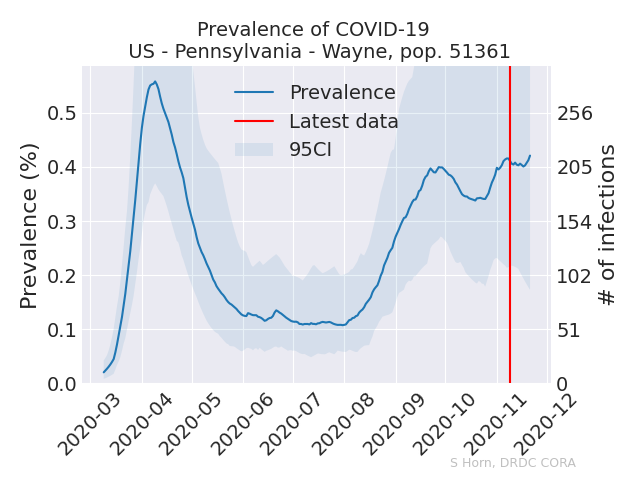 Prevalence of COVID-19
US - Pennsylvania - Wayne, pop. 51361
Prevalence
Latest data
95CI
Prevalence (%)
0.5
0.4
0.3
0.2
0.1
0.0
256
205
154
102
51
0
# of infections
2020-03
2020-04
2020-05
2020-06
2020-07
2020-08
2020-09
2020-10
2020-11
2020-12
S Horn, DRDC CORA